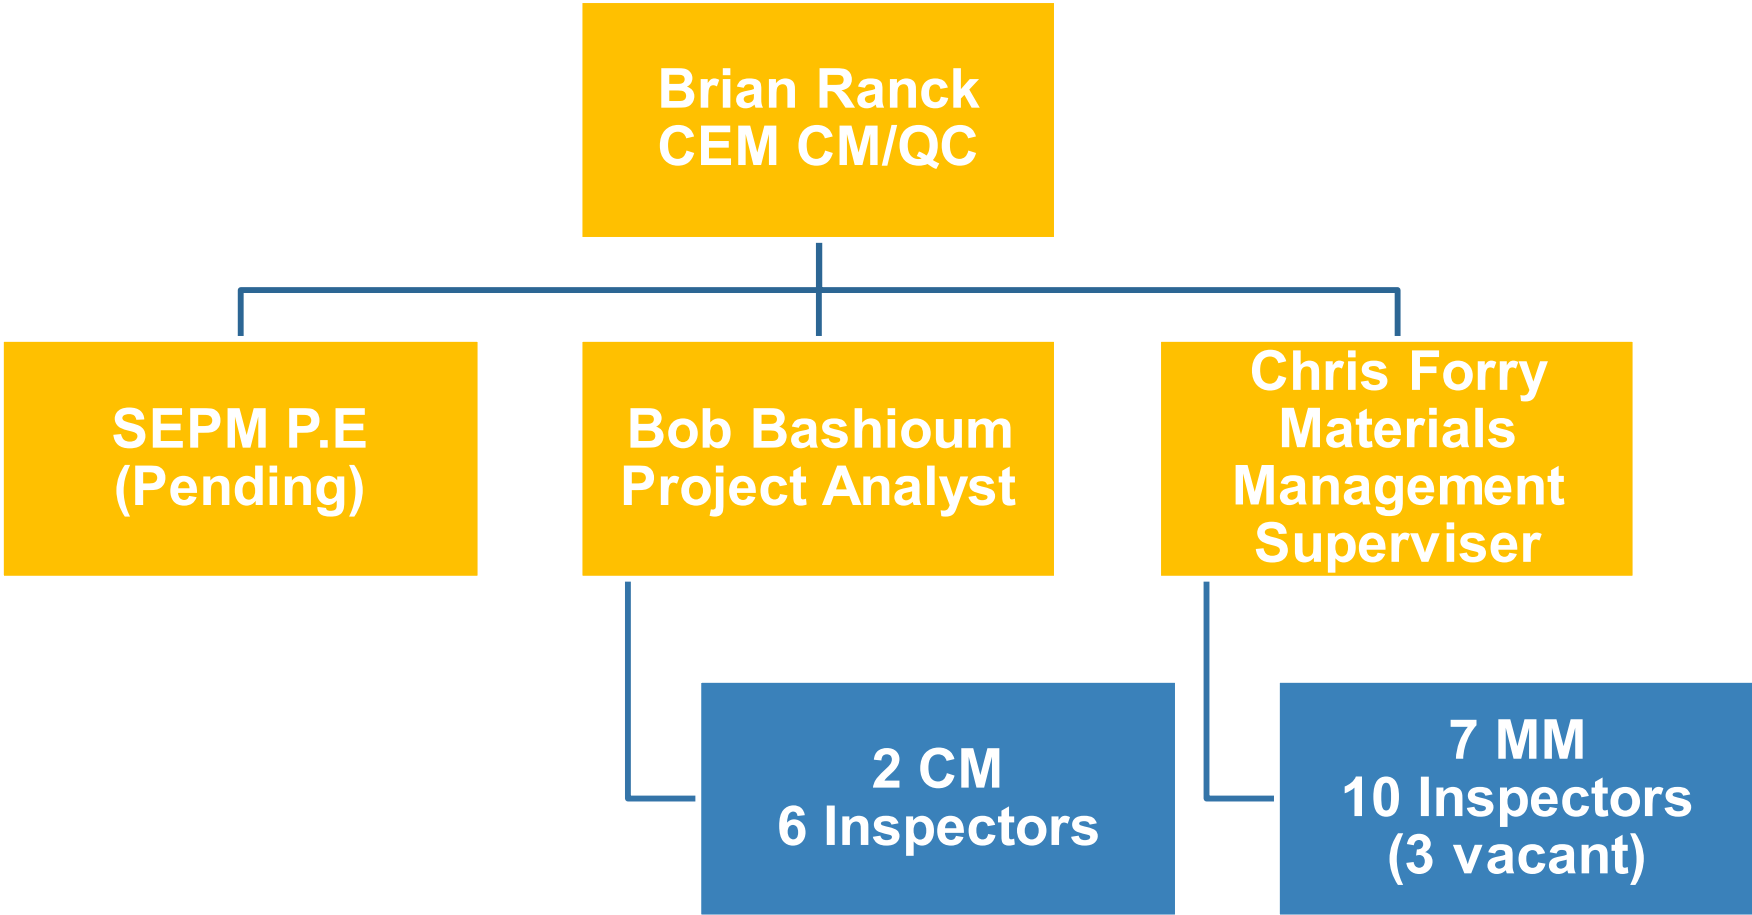 Brian Ranck
CEM CM/QC
SEPM P.E
(Pending)
Bob Bashioum
Project Analyst
Chris Forry
Materials
Management
Superviser
2 CM
6 Inspectors
7 MM
10 Inspectors
(3 vacant)